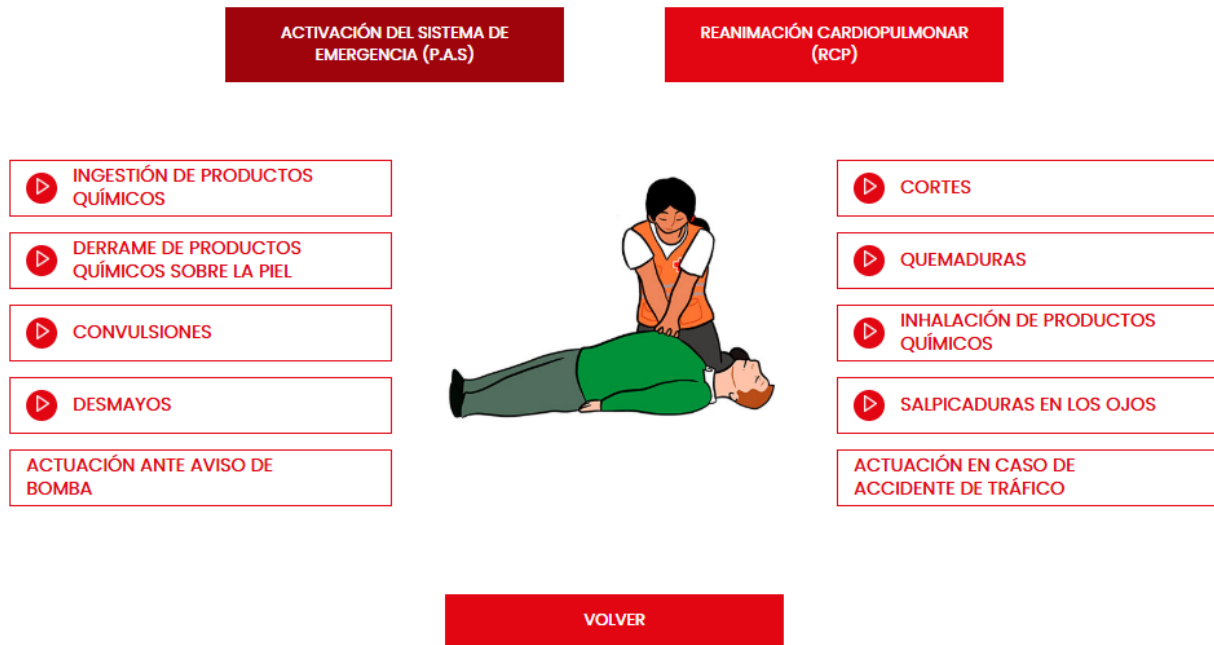 ACTIVACIÓN DEL SISTEMA DE
EMERGENCIA (P.A.S)
REANIMACIÓN CARDIOPULMONAR
(RCP)
INGESTIÓN DE PRODUCTOS
QUÍMICOS
DERRAME DE PRODUCTOS
QUÍMICOS SOBRE LA PIEL
CONVULSIONES
DESMAYOS
ACTUACIÓN ANTE AVISO DE
BOMBA
CORTES
QUEMADURAS
INHALACIÓN DE PRODUCTOS
QUÍMICOS
SALPICADURAS EN LOS OJOS
ACTUACIÓN EN CASO DE
ACCIDENTE DE TRÁFICO
VOLVER